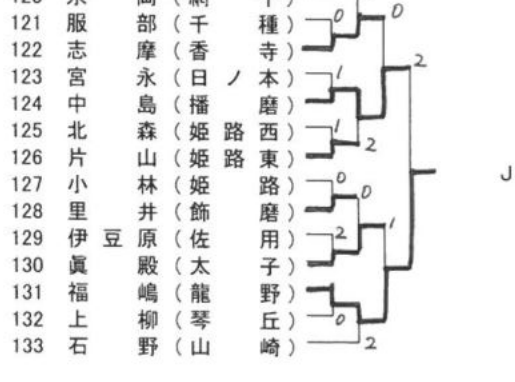 121 服部(千種) 0 0
122 志摩(香寺) 2
123 宮永(日ノ本) 1
124 中島(播磨)
125 北森(姫路西) 1
126 片山(姫路東) 2
127 小林(姫路) 0 J
128 里井(飾磨) 0
129 伊豆原(佐用) 2 1
130 眞殿(太子)
131 福嶋(龍野)
132 上柳(琴丘) 0
133 石野(山崎) 2